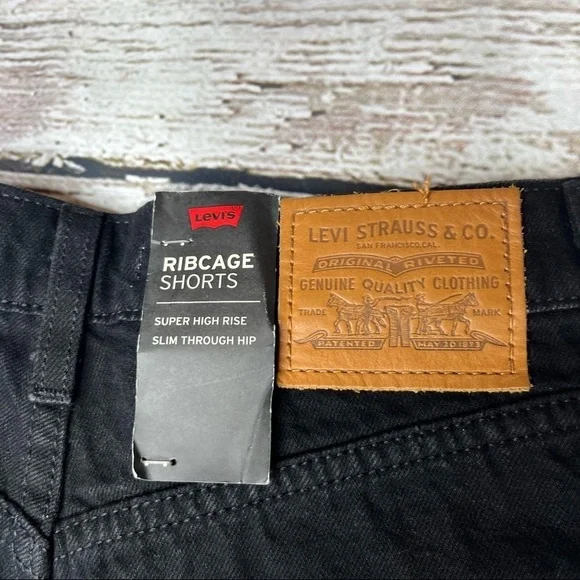 Levi's
RIBCAGE
SHORTS
SUPER HIGH RISE
SLIM THROUGH HIP
LEVI STRAUSS & CO.
SAN FRANCISCO, CAL.
ORIGINAL RIVETED
GENUINE QUALITY CLOTHING
TRADE MARK
PATENTED MAY 20 1873